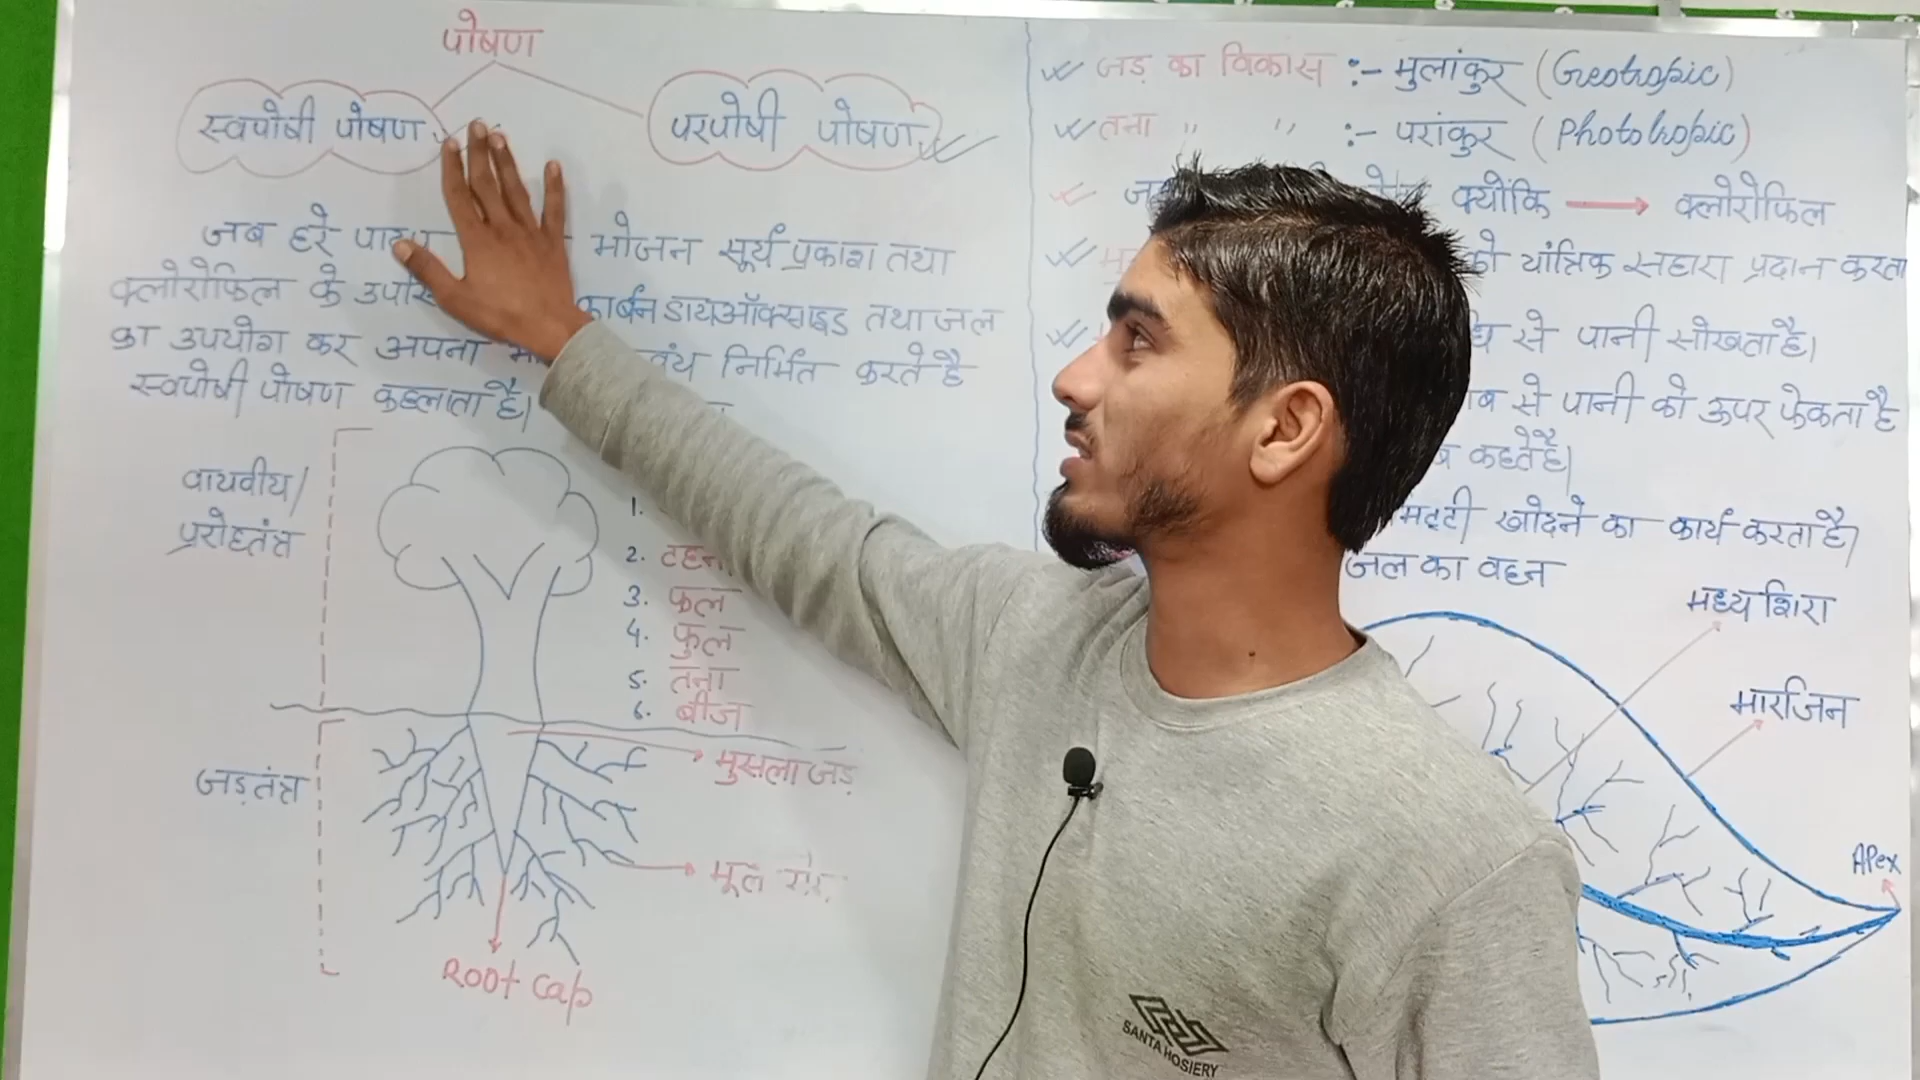 पोषण
स्वपोषी पोषण
परपोषी पोषण
जब हरे भोजन सूर्य प्रकाश तथा
क्लोरोफिल के कार्बन डायऑक्साइड तथा जल
का उपयोग कर अपना निर्मित करते है
स्वपोषी पोषण कहलाता है।
वायवीय/
प्ररोहतंत्र
1.
2. टहनी
3. फल
4. फुल
5. तना
6. बीज
मुसला जड़
जड़तंत्र
मूल
Root Cap
जड़ का विकास :- मुलांकुर (Geotropic)
तना " " :- परांकुर (Phototropic)
क्योंकि → क्लोरोफिल
को यांत्रिक सहारा प्रदान करता
से पानी सोखता है।
से पानी को ऊपर फेकता है
कहते है।
मिट्टी खोदने का कार्य करता है।
जल का वहन
मध्य शिरा
मारजिन
Apex
SANTA HOSIERY